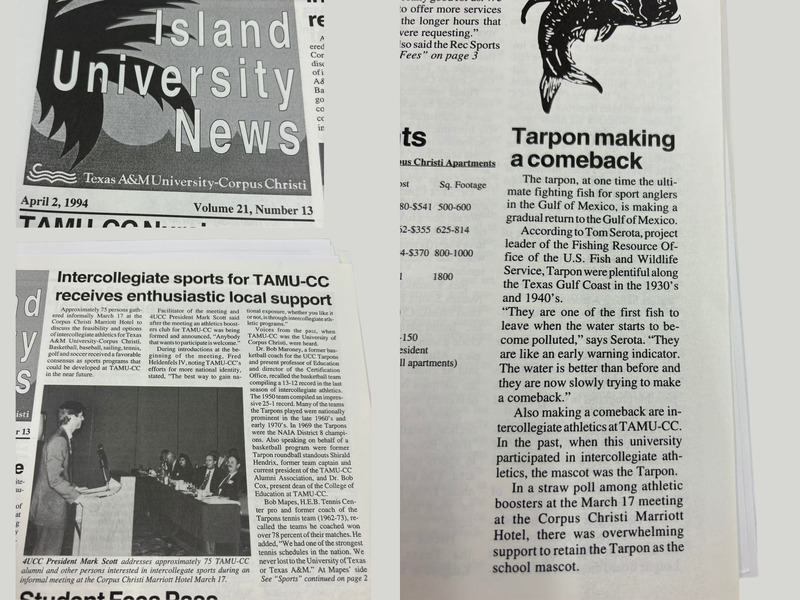 Island
University
News
Texas A&M University-Corpus Christi
April 2, 1994
Volume 21, Number 13
Intercollegiate sports for TAMU-CC
receives enthusiastic local support
Approximately 75 persons gath-
ered informally March 17 at the
Corpus Christi Marriott Hotel to
discuss the feasibility and options
of intercollegiate athletics for Texas
A&M University-Corpus Christi.
Basketball, baseball, sailing, tennis,
golf and soccer received a favorable
consensus as sports programs that
could be developed at TAMU-CC
in the near future.
Facilitator of the meeting and
4UCC President Mark Scott said
after the meeting an athletics boost-
ers club for TAMU-CC was being
formed and announced, "Anybody
that wants to participate is welcome."
During introductions at the be-
ginning of the meeting, Fred
Heldenfels IV, noting TAMU-CC's
efforts for more national identity,
stated, "The best way to gain na-
tional exposure, whether you like it
or not, is through intercollegiate ath-
letic programs."
Voices from the past, when
TAMU-CC was the University of
Corpus Christi, were heard.
Dr. Bob Maroney, a former bas-
ketball coach for the UCC Tarpons
and present professor of Education
and director of the Certification
Office, recalled the basketball team
compiling a 13-12 record in the last
season of intercollegiate athletics.
The 1950 team compiled an impres-
sive 25-1 record. Many of the teams
the Tarpons played were nationally
prominent in the late 1960's and
early 1970's. In 1969 the Tarpons
were the NAIA District 8 champi-
ons. Also speaking on behalf of a
basketball program were former
Tarpon roundball standouts Shirald
Hendrix, former team captain and
current president of the TAMU-CC
Alumni Association, and Dr. Bob
Cox, present dean of the College of
Education at TAMU-CC.
Bob Mapes, H.E.B. Tennis Cen-
ter pro and former coach of the
Tarpons tennis team (1962-73), re-
called the teams he coached won
over 78 percent of their matches. He
added, "We had one of the strongest
tennis schedules in the nation. We
never lost to the University of Texas
or Texas A&M." At Mapes' side
See "Sports" continued on page 2
4UCC President Mark Scott addresses approximately 75 TAMU-CC
alumni and other persons interested in intercollegiate sports during an
informal meeting at the Corpus Christi Marriott Hotel March 17.
Student Fees Pass
to offer more services
the longer hours that
were requesting."
also said the Rec Sports
Fees" on page 3
Christi Apartments
Sq. Footage
80-$541 500-600
$355 625-814
-$370 800-1000
1800
-150
apartments)
Tarpon making
a comeback
The tarpon, at one time the ulti-
mate fighting fish for sport anglers
in the Gulf of Mexico, is making a
gradual return to the Gulf of Mexico.
According to Tom Serota, project
leader of the Fishing Resource Of-
fice of the U.S. Fish and Wildlife
Service, Tarpon were plentiful along
the Texas Gulf Coast in the 1930's
and 1940's.
"They are one of the first fish to
leave when the water starts to be-
come polluted," says Serota. "They
are like an early warning indicator.
The water is better than before and
they are now slowly trying to make
a comeback."
Also making a comeback are in-
tercollegiate athletics at TAMU-CC.
In the past, when this university
participated in intercollegiate ath-
letics, the mascot was the Tarpon.
In a straw poll among athletic
boosters at the March 17 meeting
at the Corpus Christi Marriott
Hotel, there was overwhelming
support to retain the Tarpon as the
school mascot.